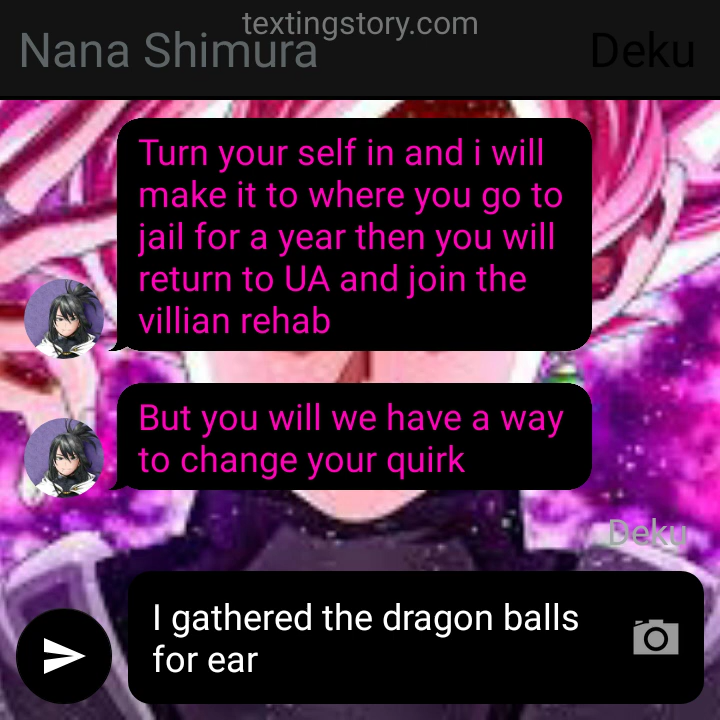 textingstory.com
Nana Shimura
Deku
Turn your self in and i will
make it to where you go to
jail for a year then you will
return to UA and join the
villian rehab
But you will we have a way
to change your quirk
Deku
I gathered the dragon balls
for ear